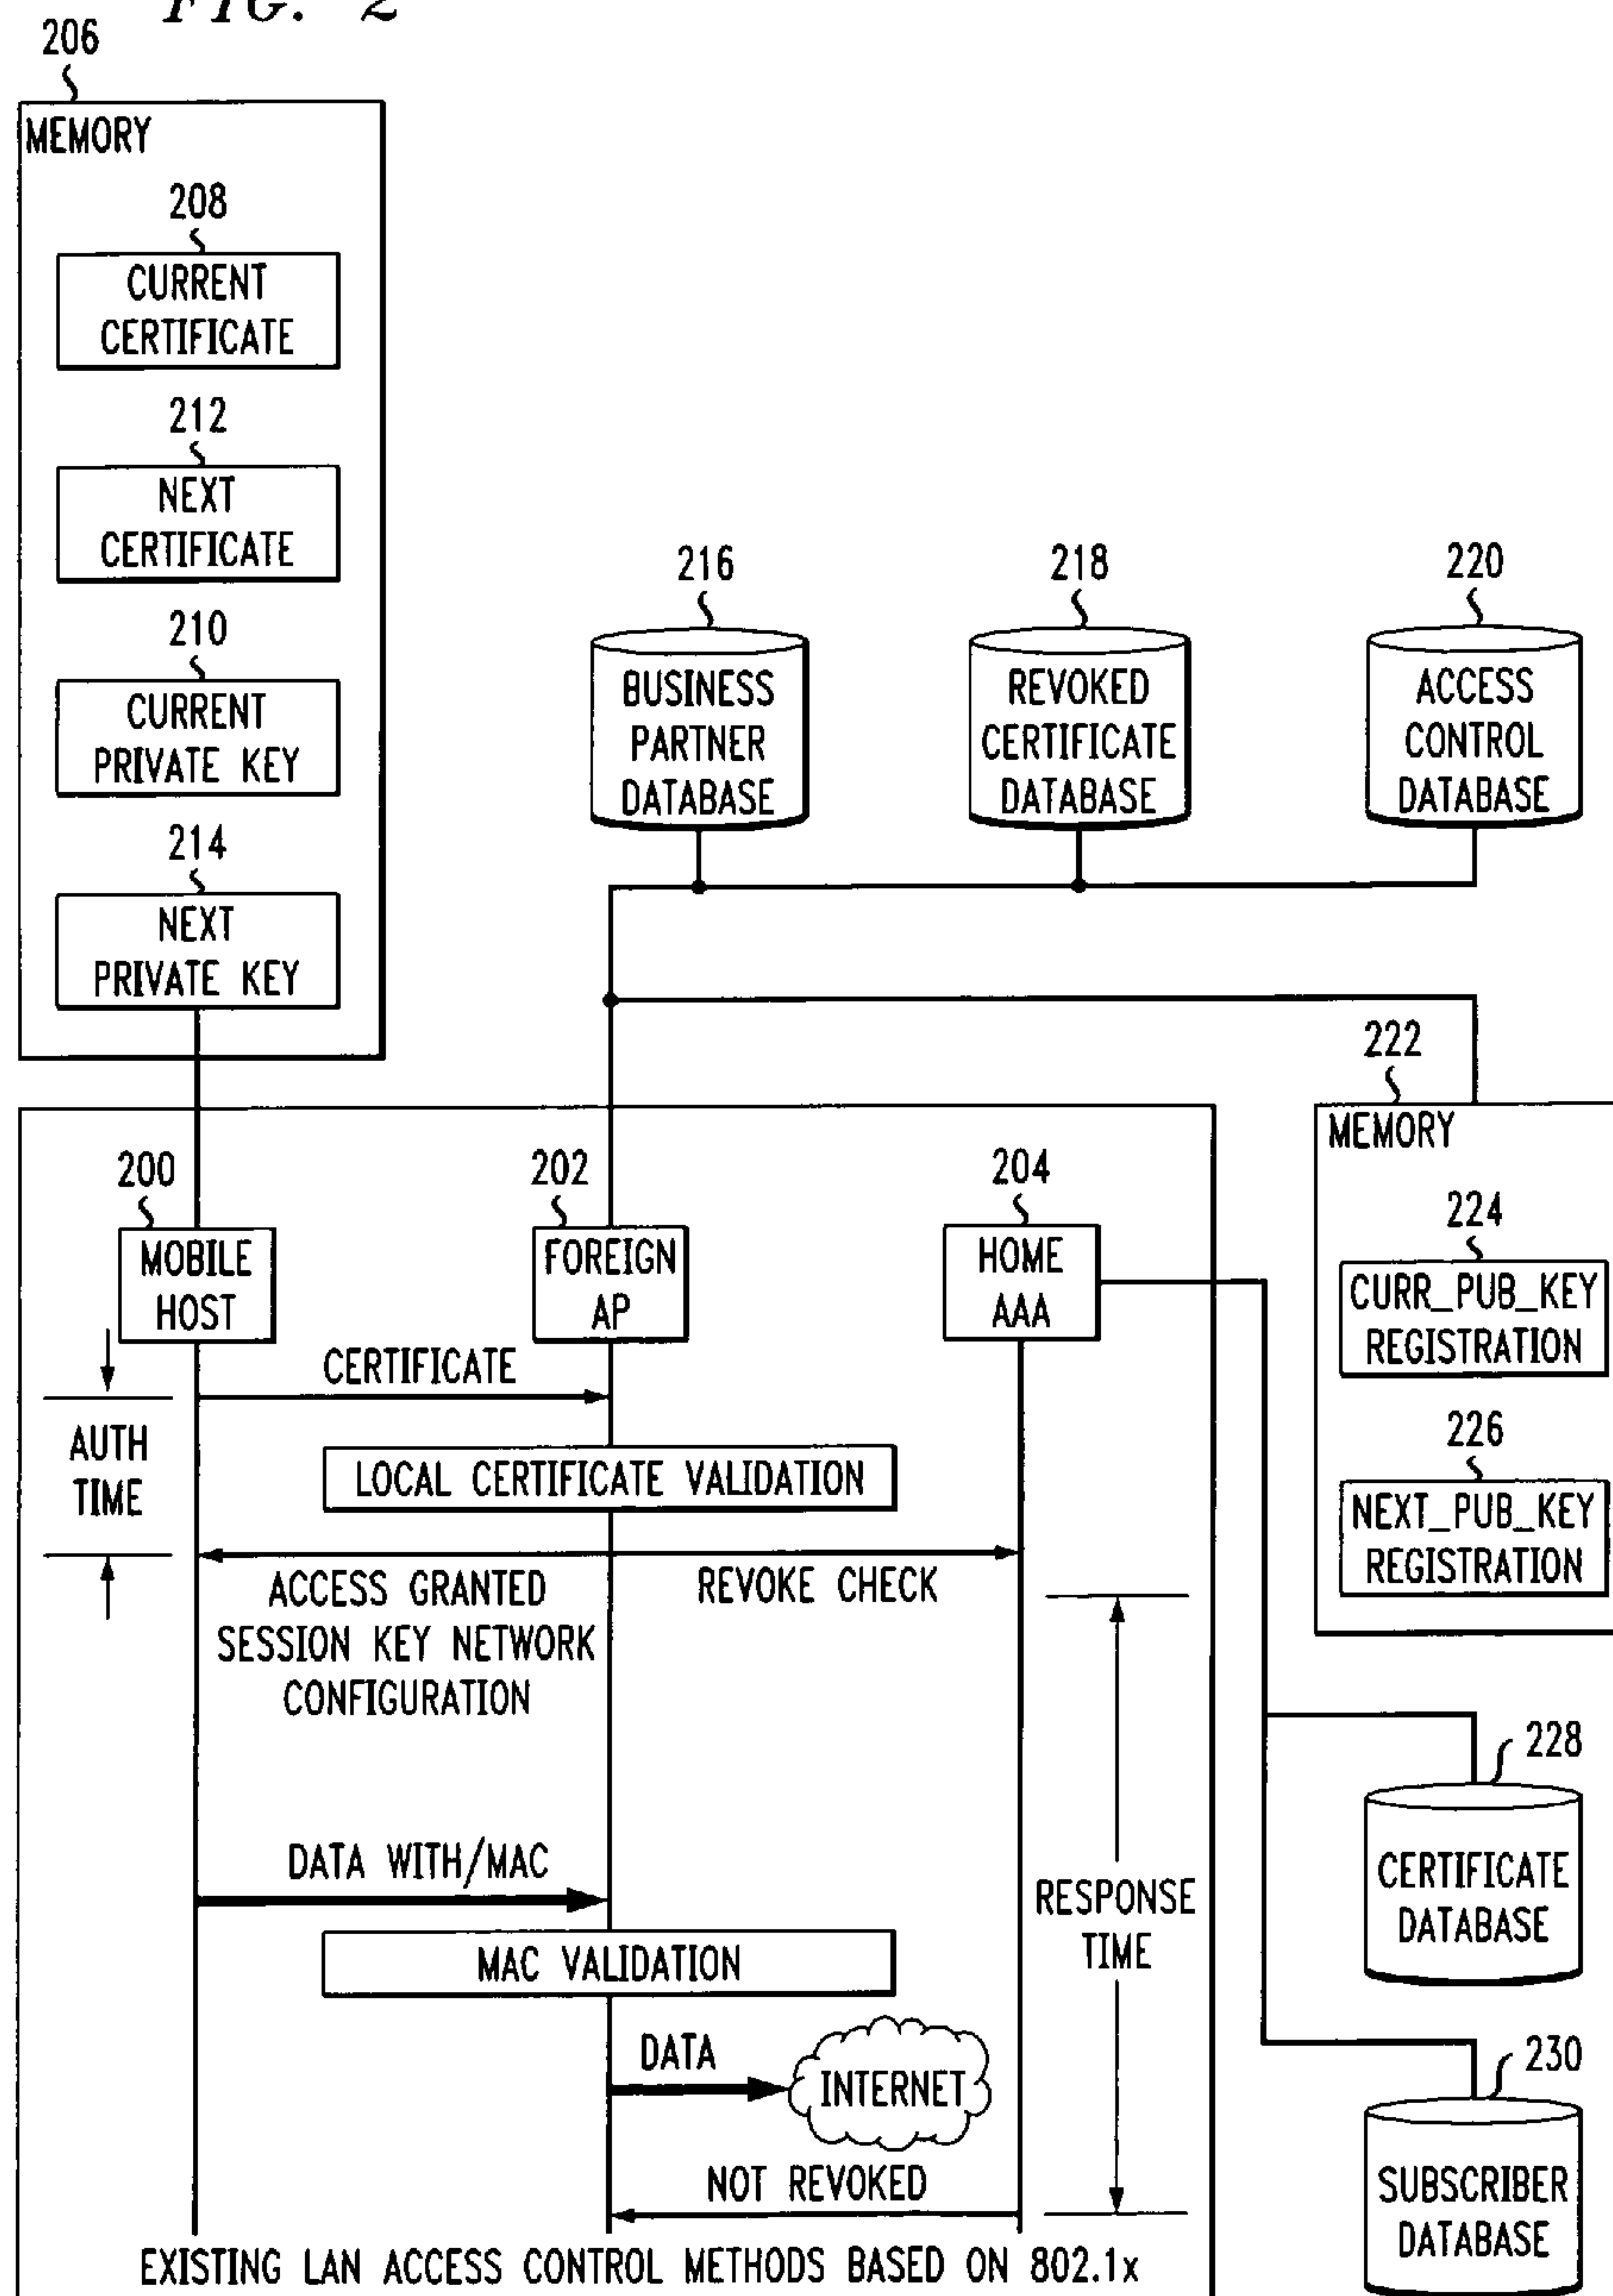 FIG. 2
206
MEMORY
208
CURRENT
CERTIFICATE
212
NEXT
CERTIFICATE
210
CURRENT
PRIVATE KEY
214
NEXT
PRIVATE KEY
216
BUSINESS
PARTNER
DATABASE
218
REVOKED
CERTIFICATE
DATABASE
220
ACCESS
CONTROL
DATABASE
222
MEMORY
224
CURR_PUB_KEY
REGISTRATION
226
NEXT_PUB_KEY
REGISTRATION
200
MOBILE
HOST
202
FOREIGN
AP
204
HOME
AAA
CERTIFICATE
AUTH
TIME
LOCAL CERTIFICATE VALIDATION
ACCESS GRANTED
SESSION KEY NETWORK
CONFIGURATION
REVOKE CHECK
DATA WITH/MAC
RESPONSE
TIME
MAC VALIDATION
DATA
INTERNET
NOT REVOKED
228
CERTIFICATE
DATABASE
230
SUBSCRIBER
DATABASE
EXISTING LAN ACCESS CONTROL METHODS BASED ON 802.1x